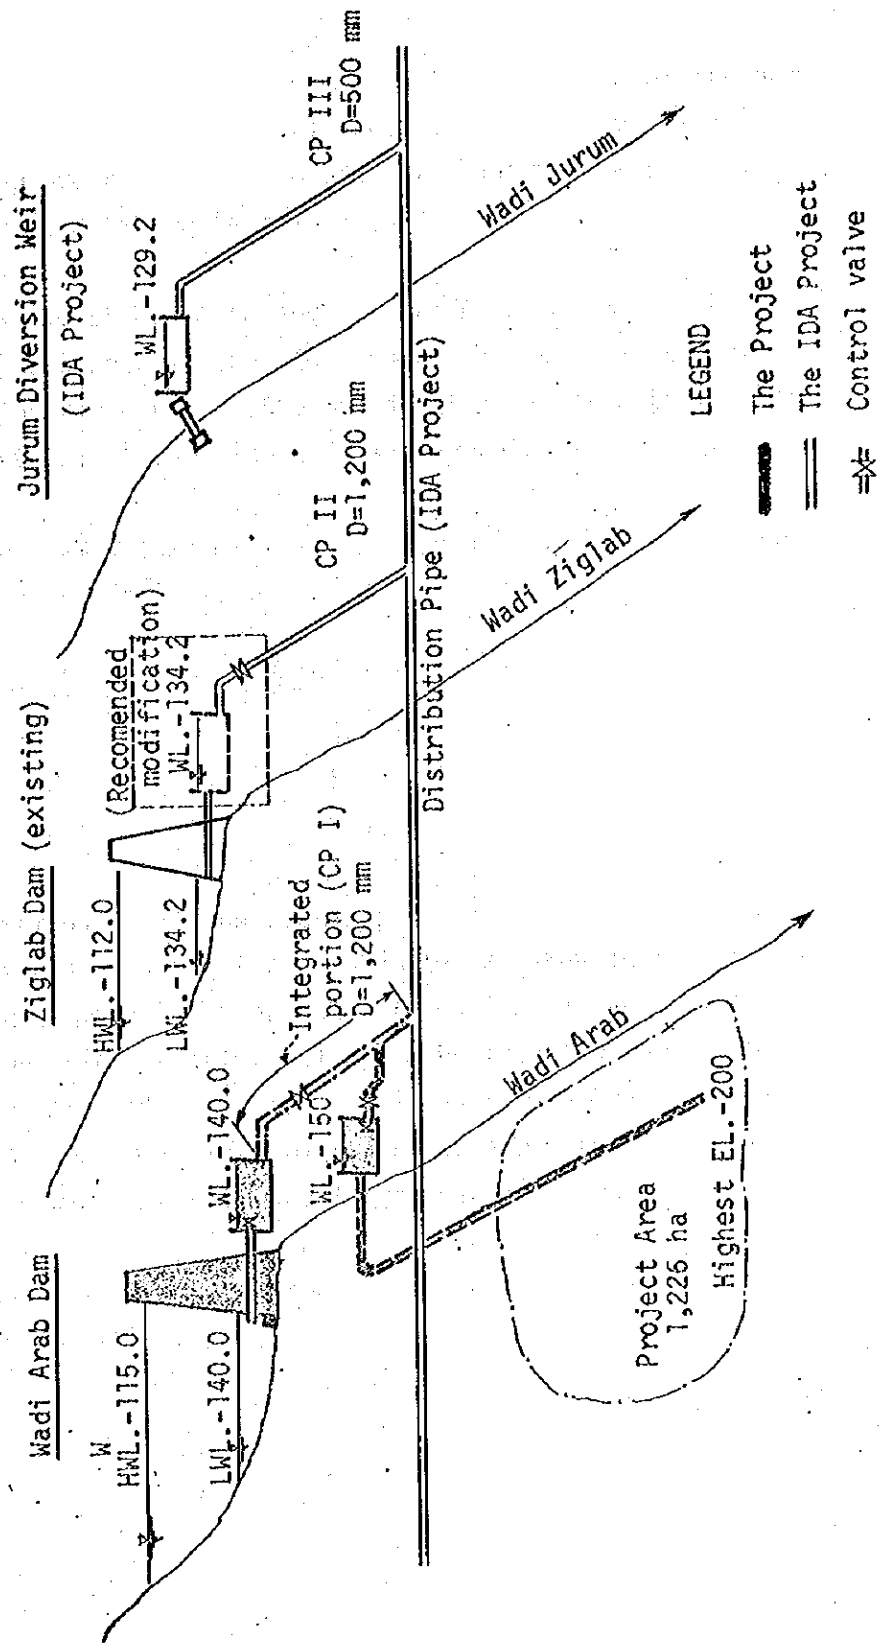 Wadi Arab Dam
W
HWL.-115.0
LWL.-140.0
WL.-140.0
WL.-150
Integrated
portion (CP I)
D=1,200 mm
Ziglab Dam (existing)
HWL.-112.0
LWL.-134.2
(Recomended
modification)
WL.-134.2
CP II
D=1,200 mm
Jurum Diversion Weir
(IDA Project)
WL.-129.2
CP III
D=500 mm
Distribution Pipe (IDA Project)
Wadi Arab
Wadi Ziglab
Wadi Jurum
Project Area
1,226 ha
Highest EL.-200
LEGEND
The Project
The IDA Project
Control valve